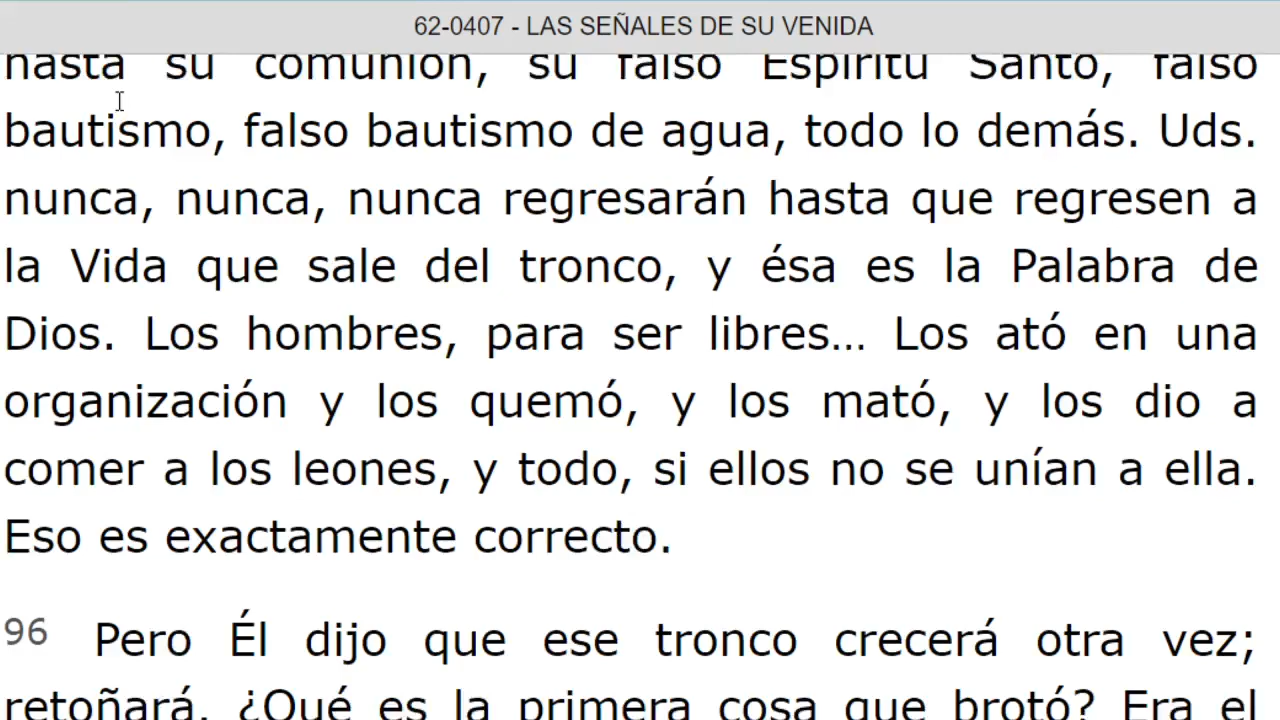 62-0407 - LAS SEÑALES DE SU VENIDA
hasta su comunión, su falso Espíritu Santo, falso
bautismo, falso bautismo de agua, todo lo demás. Uds.
nunca, nunca, nunca regresarán hasta que regresen a
la Vida que sale del tronco, y ésa es la Palabra de
Dios. Los hombres, para ser libres… Los ató en una
organización y los quemó, y los mató, y los dio a
comer a los leones, y todo, si ellos no se unían a ella.
Eso es exactamente correcto.
96 Pero Él dijo que ese tronco crecerá otra vez;
retoñará. ¿Qué es la primera cosa que brotó? Era el